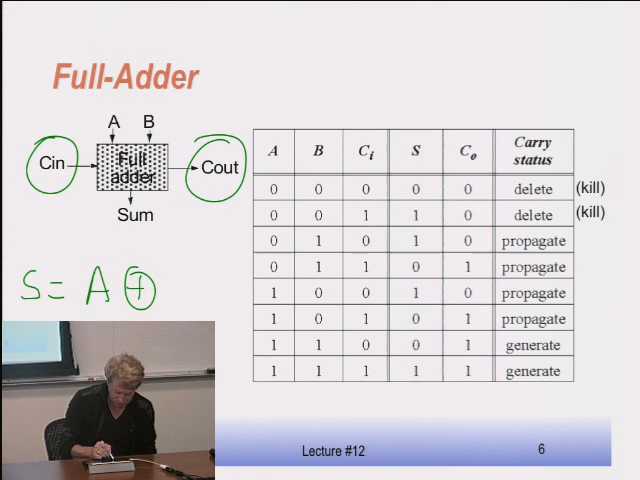 Full-Adder
A B
Cin
Full adder
Cout
Sum
S = A ⊕
A B Ci S Co Carry status
0 0 0 0 0 delete (kill)
0 0 1 1 0 delete (kill)
0 1 0 1 0 propagate
0 1 1 0 1 propagate
1 0 0 1 0 propagate
1 0 1 0 1 propagate
1 1 0 0 1 generate
1 1 1 1 1 generate
Lecture #12
6